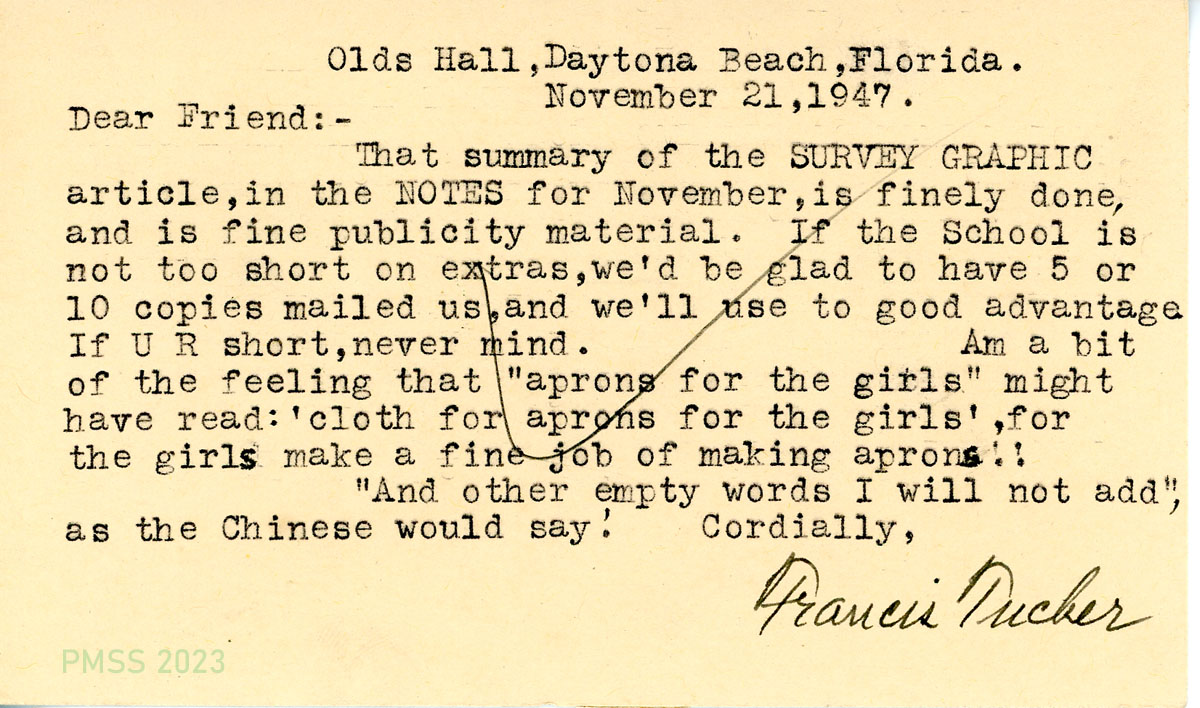 Olds Hall,Daytona Beach,Florida.
November 21,1947.
Dear Friend:-
That summary of the SURVEY GRAPHIC
article,in the NOTES for November,is finely done,
and is fine publicity material. If the School is
not too short on extras,we'd be glad to have 5 or
10 copies mailed us,and we'll use to good advantage
If U R short,never mind. Am a bit
of the feeling that "aprons for the girls" might
have read:'cloth for aprons for the girls',for
the girls make a fine job of making aprons!!
"And other empty words I will not add",
as the Chinese would say! Cordially,
Francis Tucker
PMSS 2023